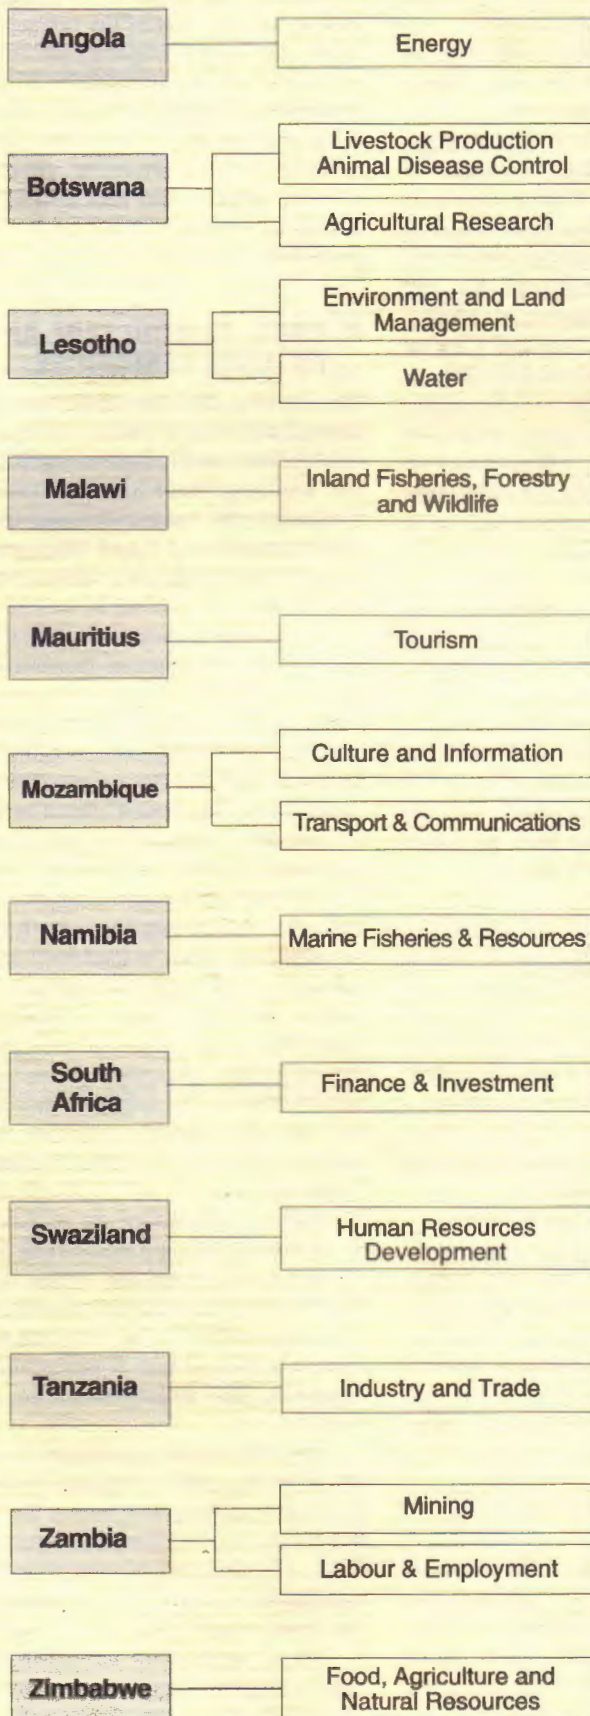 Angola
Energy
Botswana
Livestock Production
Animal Disease Control
Agricultural Research
Lesotho
Environment and Land
Management
Water
Malawi
Inland Fisheries, Forestry
and Wildlife
Mauritius
Tourism
Mozambique
Culture and Information
Transport & Communications
Namibia
Marine Fisheries & Resources
South
Africa
Finance & Investment
Swaziland
Human Resources
Development
Tanzania
Industry and Trade
Zambia
Mining
Labour & Employment
Zimbabwe
Food, Agriculture and
Natural Resources